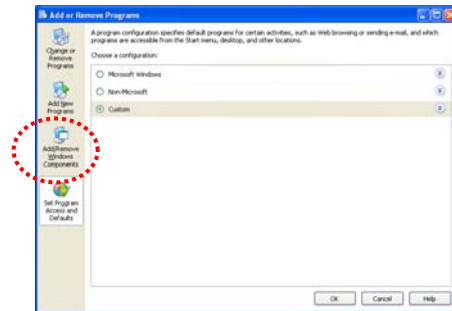 Add or Remove Programs
Change or
Remove
Programs
Add New
Programs
Add/Remove
Windows
Components
Set Program
Access and
Defaults
A program configuration specifies default programs for certain activities, such as Web browsing or sending e-mail, and which
programs are accessible from the Start menu, desktop, and other locations.
Choose a configuration:
Microsoft Windows
Non-Microsoft
Custom
OK
Cancel
Help